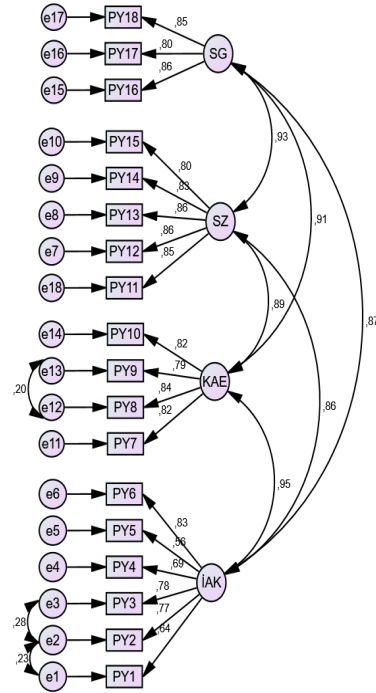 e17 PY18 ,85
e16 PY17 ,80 SG
e15 PY16 ,86
,93
e10 PY15 ,80
e9 PY14 ,83
e8 PY13 ,86 SZ ,91
e7 PY12 ,86
e18 PY11 ,85
,89
,87
e14 PY10 ,82
e13 PY9 ,79 KAE
,20
e12 PY8 ,84 ,86
e11 PY7 ,82
,95
e6 PY6 ,83
e5 PY5 ,56
e4 PY4 ,69 İAK
e3 PY3 ,78
,28
e2 PY2 ,77
,23
e1 PY1 ,64